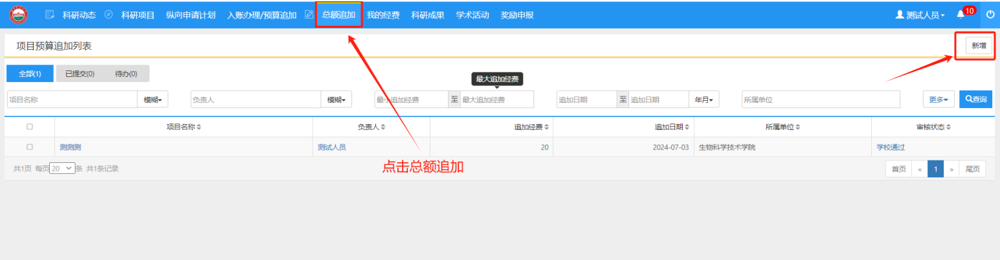 科研动态 科研项目 纵向申请计划 入账办理/预算追加 总额追加 我的经费 科研成果 学术活动 奖励申报 测试人员 10
项目预算追加列表 新增
全部(1) 已提交(0) 待办(0)
最大追加经费
项目名称 模糊 负责人 模糊 最小追加经费 至 最大追加经费 追加日期 至 追加日期 年月 所属单位 更多 查询
项目名称 负责人 追加经费 追加日期 所属单位 审核状态
测测测 测试人员 20 2024-07-03 生物科学技术学院 学校通过
点击总额追加
共1页 每页 20 条 共1条记录 首页 « 1 » 尾页